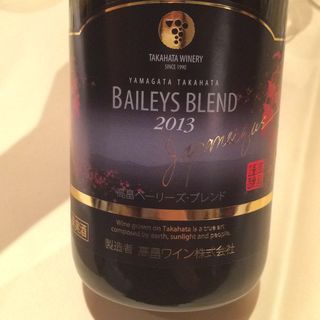 TAKAHATA WINERY
SINCE 1990
YAMAGATA TAKAHATA
BAILEYS BLEND
2013
高畠ベーリーズ・ブレンド
Wine grown on Takahata is a true art
composed by earth, sunlight and people.
製造者 高畠ワイン株式会社